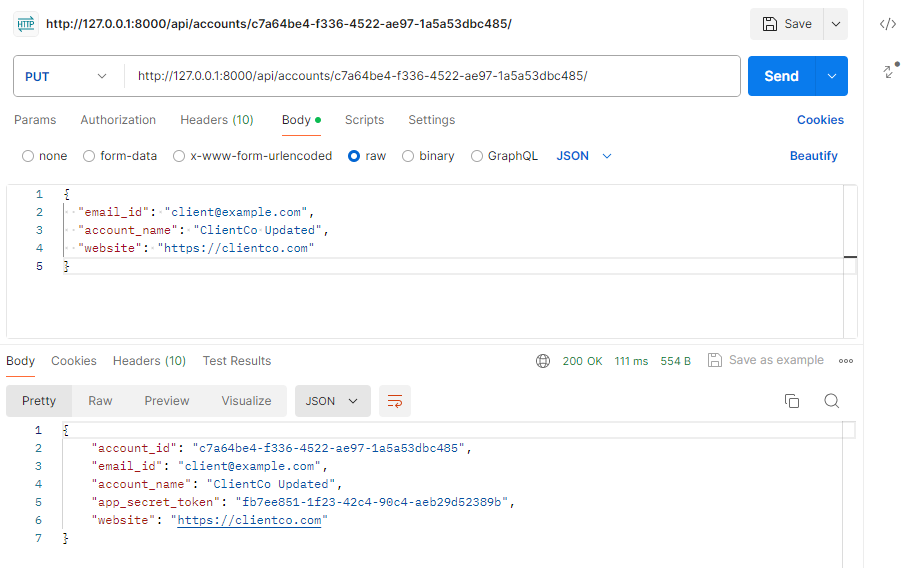 HTTP http://127.0.0.1:8000/api/accounts/c7a64be4-f336-4522-ae97-1a5a53dbc485/ Save
PUT http://127.0.0.1:8000/api/accounts/c7a64be4-f336-4522-ae97-1a5a53dbc485/ Send
Params Authorization Headers (10) Body Scripts Settings Cookies
none form-data x-www-form-urlencoded raw binary GraphQL JSON Beautify
1 {
2 "email_id": "client@example.com",
3 "account_name": "ClientCo Updated",
4 "website": "https://clientco.com"
5 }
Body Cookies Headers (10) Test Results 200 OK 111 ms 554 B Save as example
Pretty Raw Preview Visualize JSON
1 {
2 "account_id": "c7a64be4-f336-4522-ae97-1a5a53dbc485",
3 "email_id": "client@example.com",
4 "account_name": "ClientCo Updated",
5 "app_secret_token": "fb7ee851-1f23-42c4-90c4-aeb29d52389b",
6 "website": "https://clientco.com"
7 }